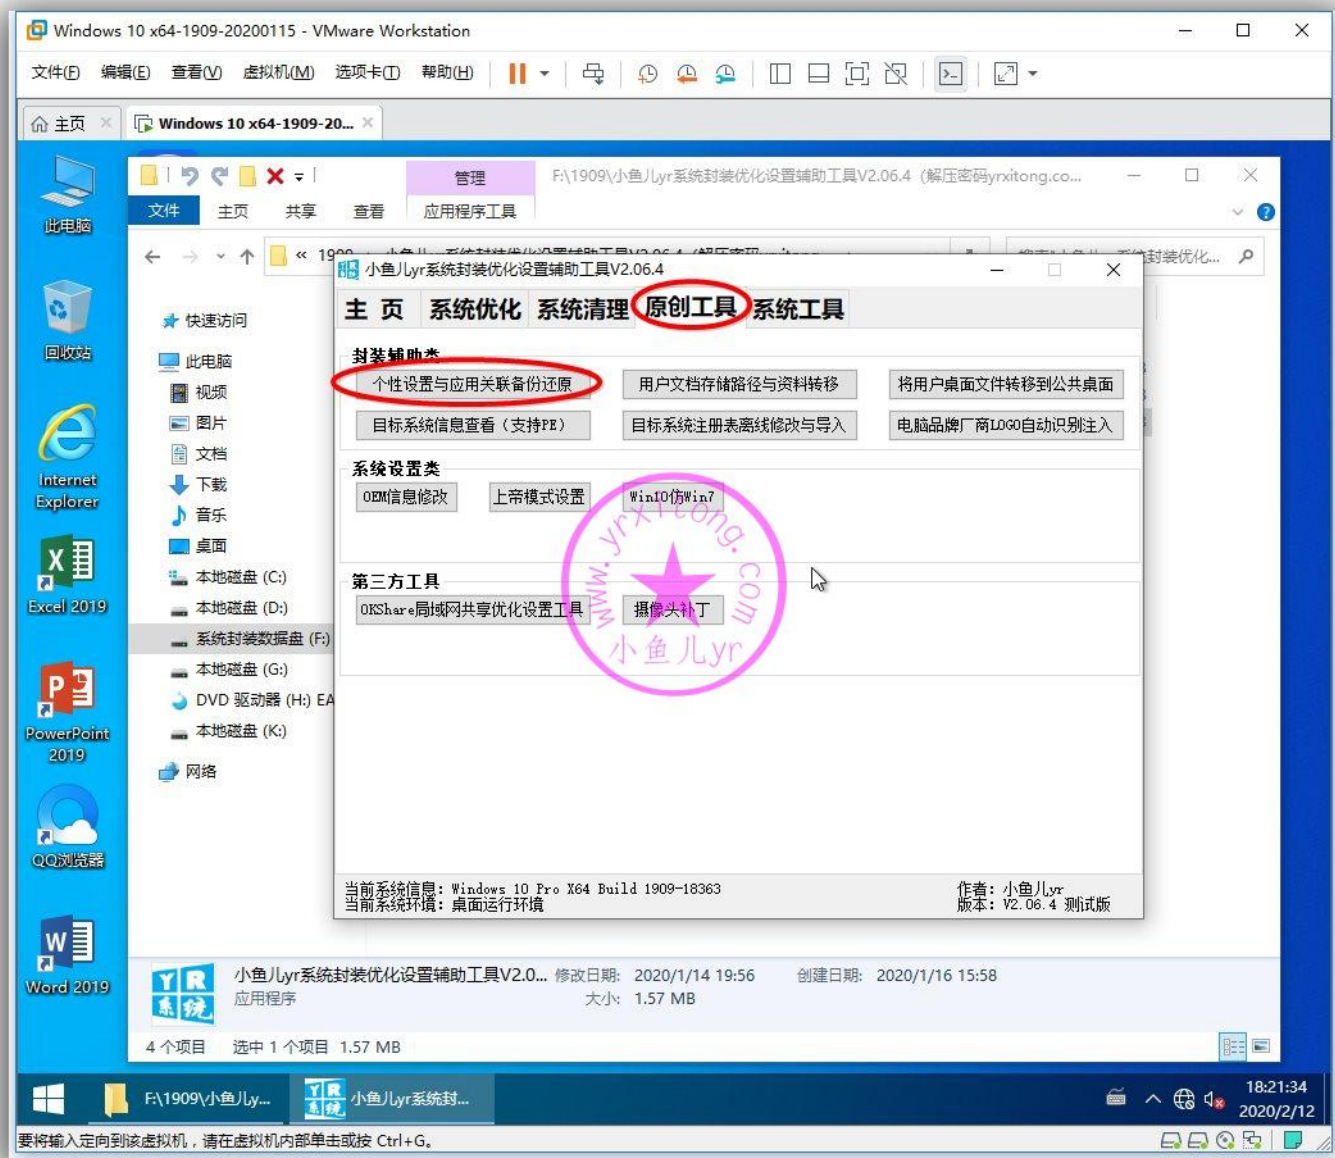 Windows 10 x64-1909-20200115 - VMware Workstation
文件(F) 编辑(E) 查看(V) 虚拟机(M) 选项卡(T) 帮助(H)
主页 Windows 10 x64-1909-20...
管理 F:\1909\小鱼儿yr系统封装优化设置辅助工具V2.06.4（解压密码yrxitong.co...
文件 主页 共享 查看 应用程序工具
小鱼儿yr系统封装优化设置辅助工具V2.06.4
主 页 系统优化 系统清理 原创工具 系统工具
封装辅助类
个性设置与应用关联备份还原 用户文档存储路径与资料转移 将用户桌面文件转移到公共桌面
目标系统信息查看（支持PE） 目标系统注册表离线修改与导入 电脑品牌厂商LOGO自动识别注入
系统设置类
OEM信息修改 上帝模式设置 Win10仿Win7
第三方工具
OKShare局域网共享优化设置工具 摄像头补丁
www.yrxitong.com
小鱼儿yr
当前系统信息：Windows 10 Pro X64 Build 1909-18363
当前系统环境：桌面运行环境
作者：小鱼儿yr
版本：V2.06.4 测试版
快速访问
此电脑
视频
图片
文档
下载
音乐
桌面
本地磁盘 (C:)
本地磁盘 (D:)
系统封装数据盘 (F:)
本地磁盘 (G:)
DVD 驱动器 (H:) EA
本地磁盘 (K:)
网络
此电脑
回收站
Internet
Explorer
Excel 2019
PowerPoint
2019
QQ浏览器
Word 2019
YR
系统
小鱼儿yr系统封装优化设置辅助工具V2.0... 修改日期: 2020/1/14 19:56 创建日期: 2020/1/16 15:58
应用程序 大小: 1.57 MB
4 个项目 选中 1 个项目 1.57 MB
F:\1909\小鱼儿y... 小鱼儿yr系统封...
18:21:34
2020/2/12
要将输入定向到该虚拟机，请在虚拟机内部单击或按 Ctrl+G。